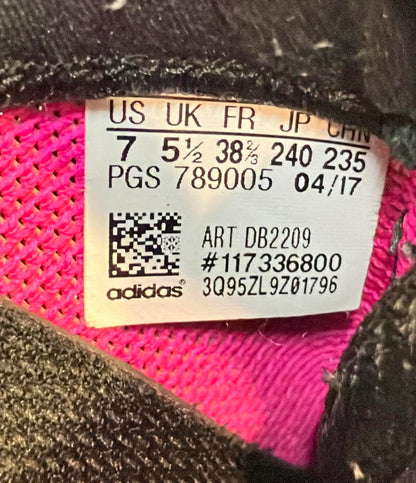 US UK FR JP CHN
7 5½ 38⅔ 240 235
PGS 789005 04/17
ART DB2209
#117336800
adidas 3Q95ZL9Z01796